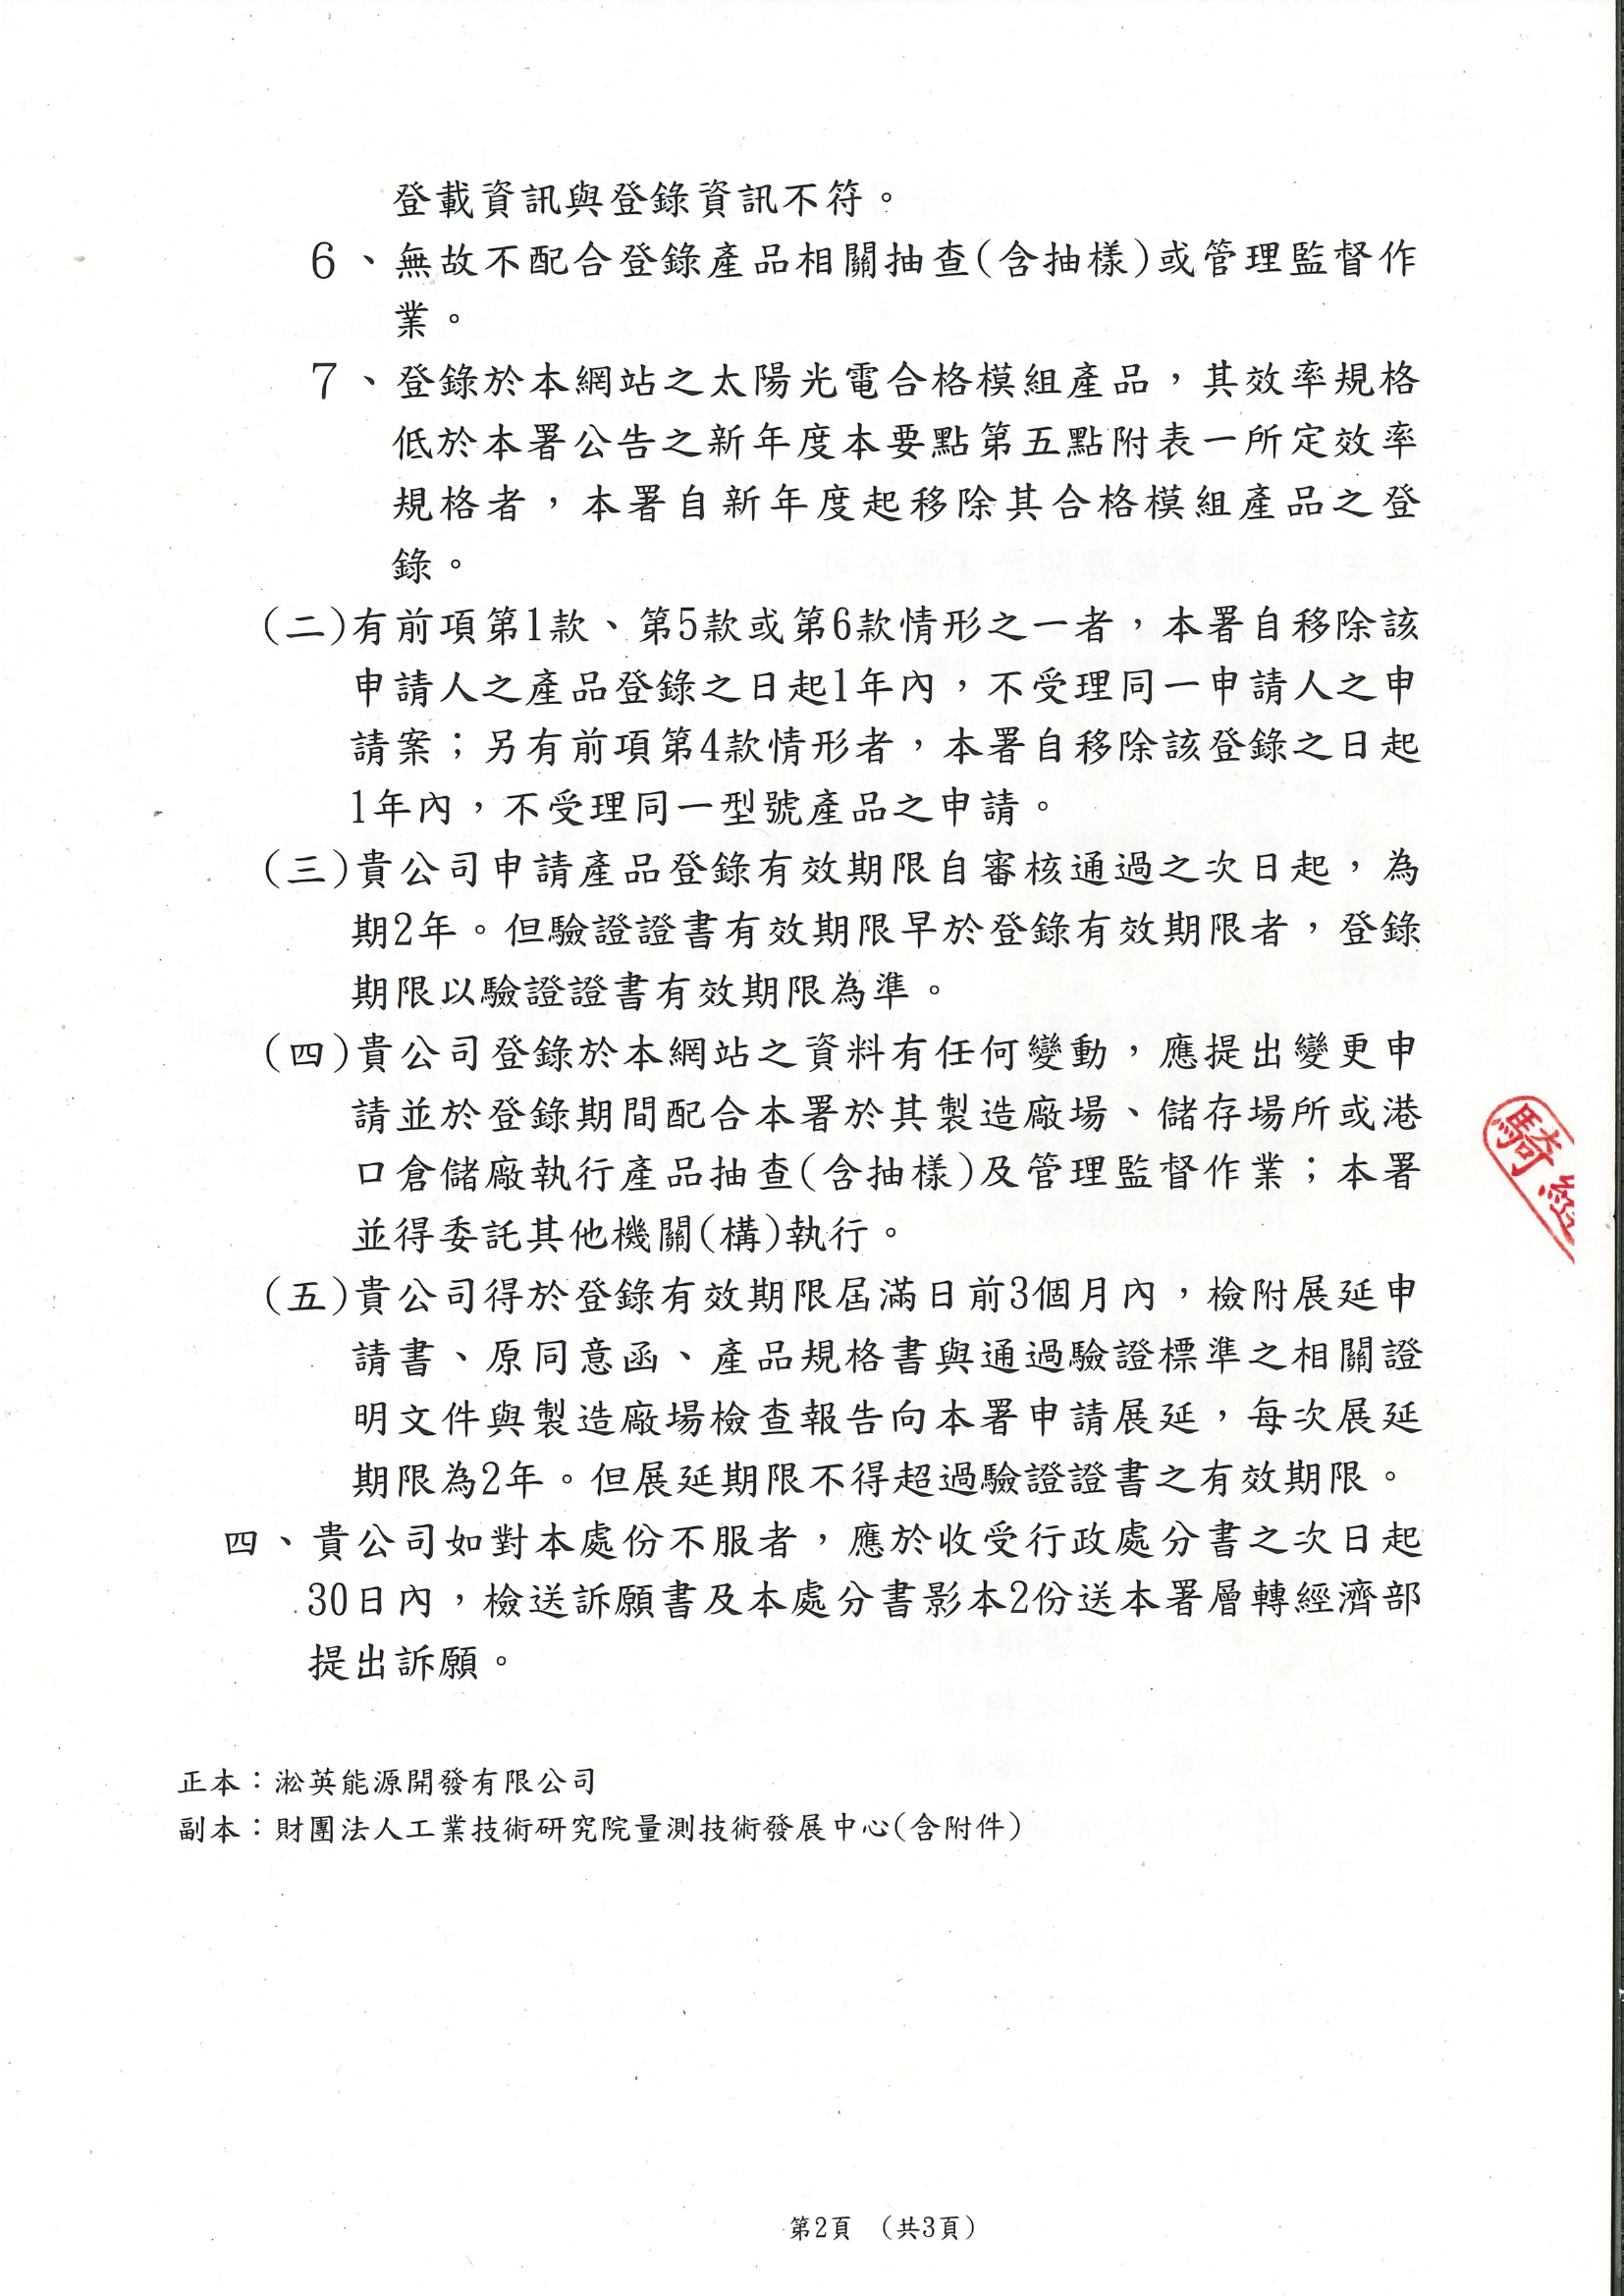 登載資訊與登錄資訊不符。
6、無故不配合登錄產品相關抽查(含抽樣)或管理監督作
業。
7、登錄於本網站之太陽光電合格模組產品，其效率規格
低於本署公告之新年度本要點第五點附表一所定效率
規格者，本署自新年度起移除其合格模組產品之登
錄。
(二)有前項第1款、第5款或第6款情形之一者，本署自移除該
申請人之產品登錄之日起1年內，不受理同一申請人之申
請案；另有前項第4款情形者，本署自移除該登錄之日起
1年內，不受理同一型號產品之申請。
(三)貴公司申請產品登錄有效期限自審核通過之次日起，為
期2年。但驗證證書有效期限早於登錄有效期限者，登錄
期限以驗證證書有效期限為準。
(四)貴公司登錄於本網站之資料有任何變動，應提出變更申
請並於登錄期間配合本署於其製造廠場、儲存場所或港
口倉儲廠執行產品抽查(含抽樣)及管理監督作業；本署
並得委託其他機關(構)執行。
(五)貴公司得於登錄有效期限屆滿日前3個月內，檢附展延申
請書、原同意函、產品規格書與通過驗證標準之相關證
明文件與製造廠場檢查報告向本署申請展延，每次展延
期限為2年。但展延期限不得超過驗證證書之有效期限。
四、貴公司如對本處份不服者，應於收受行政處分書之次日起
30日內，檢送訴願書及本處分書影本2份送本署層轉經濟部
提出訴願。
正本：淞英能源開發有限公司
副本：財團法人工業技術研究院量測技術發展中心(含附件)
騎
第2頁 （共3頁）